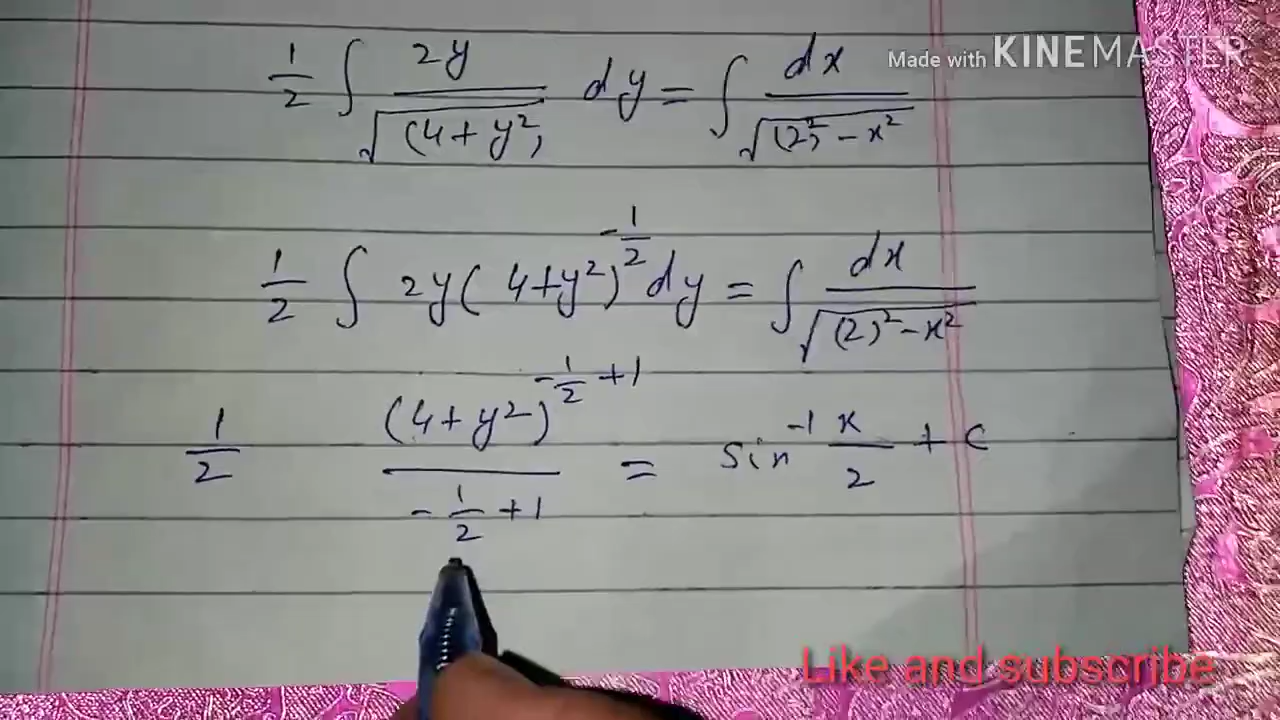 Made with KINEMASTER
1/2 ∫ 2y/√(4+y²) dy = ∫ dx/√(2)²-x²
1/2 ∫ 2y(4+y²)^-1/2 dy = ∫ dx/√(2)²-x²
1/2 (4+y²)^-1/2+1/-1/2+1 = sin⁻¹ x/2 + c
Like and subscribe